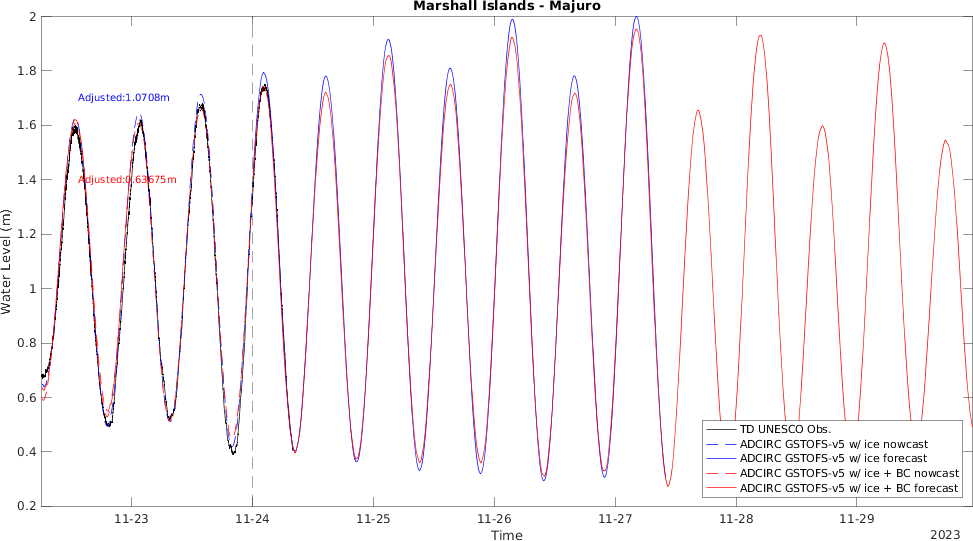 Marshall Islands - Majuro
2
1.8
1.6
1.4
1.2
1
0.8
0.6
0.4
0.2
Water Level (m)
Adjusted:1.0708m
Adjusted:0.63675m
TD UNESCO Obs.
ADCIRC GSTOFS-v5 w/ ice nowcast
ADCIRC GSTOFS-v5 w/ ice forecast
ADCIRC GSTOFS-v5 w/ ice + BC nowcast
ADCIRC GSTOFS-v5 w/ ice + BC forecast
11-23 11-24 11-25 11-26 11-27 11-28 11-29
Time
2023